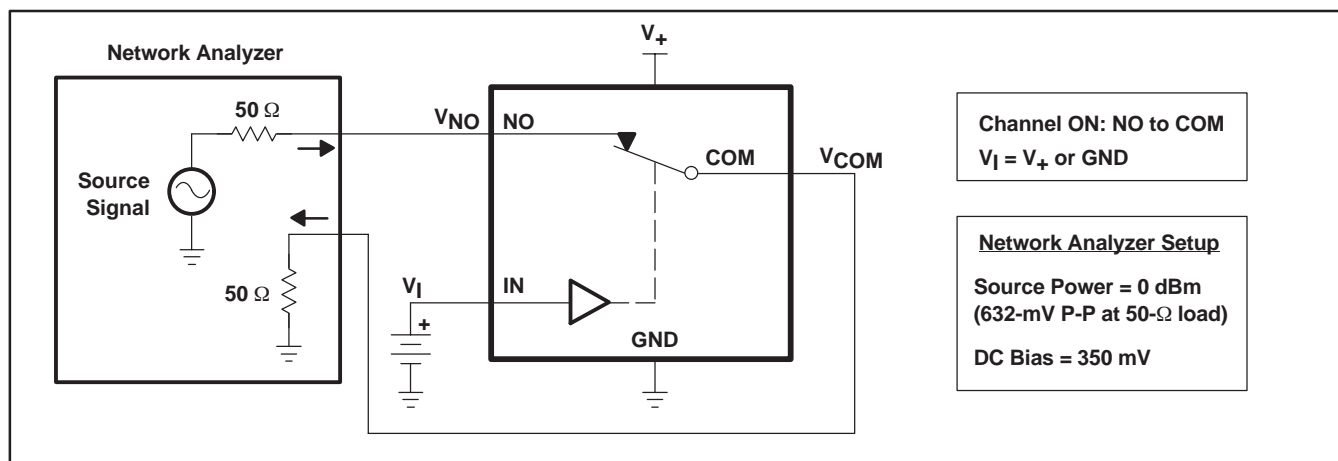 Network Analyzer
50 Ω
Source
Signal
50 Ω
V+
VNO
NO
COM
VCOM
VI
IN
+
GND
Channel ON: NO to COM
VI = V+ or GND
Network Analyzer Setup
Source Power = 0 dBm
(632-mV P-P at 50-Ω load)
DC Bias = 350 mV